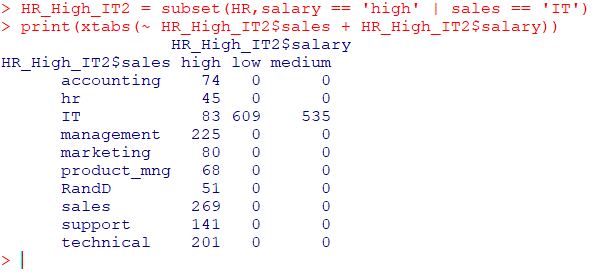 > HR_High_IT2 = subset(HR,salary == 'high' | sales == 'IT')
> print(xtabs(~ HR_High_IT2$sales + HR_High_IT2$salary))
                 HR_High_IT2$salary
HR_High_IT2$sales high low medium
      accounting    74   0      0
      hr            45   0      0
      IT            83 609    535
      management   225   0      0
      marketing     80   0      0
      product_mng   68   0      0
      RandD         51   0      0
      sales        269   0      0
      support      141   0      0
      technical    201   0      0
> |